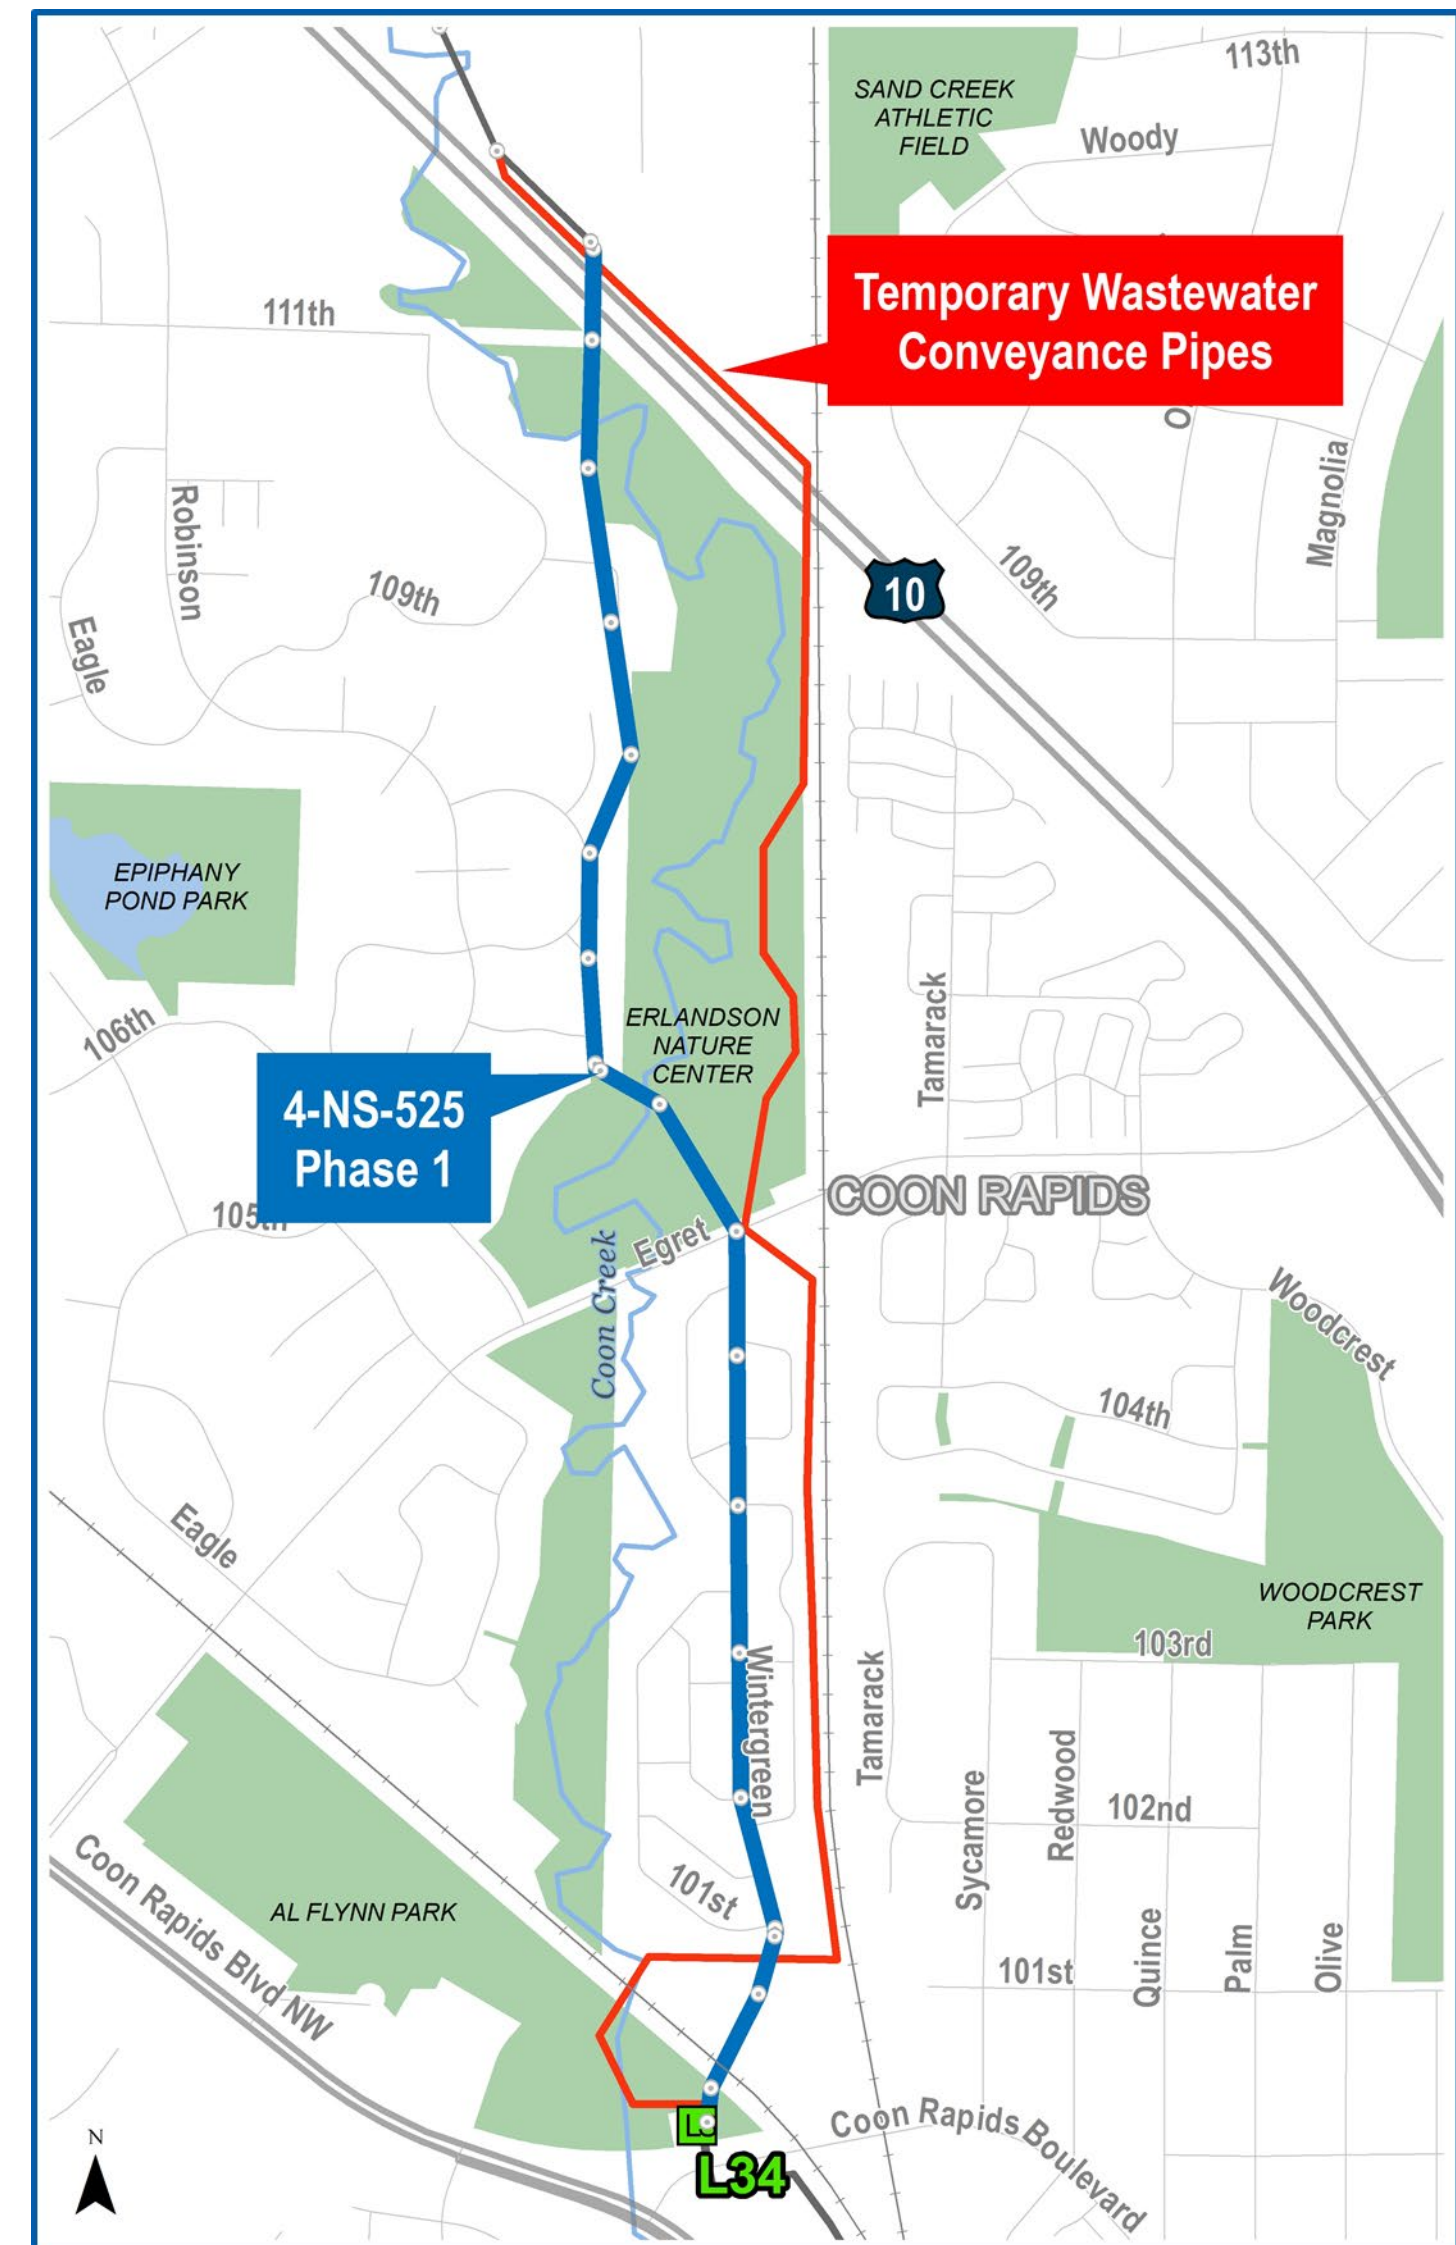 113th
SAND CREEK
ATHLETIC
FIELD
Woody
Temporary Wastewater
Conveyance Pipes
111th
Magnolia
Robinson
10
109th
109th
Eagle
EPIPHANY
POND PARK
Tamarack
106th
ERLANDSON
NATURE
CENTER
4-NS-525
Phase 1
COON RAPIDS
Egret
Coon Creek
Woodcrest
104th
Eagle
WOODCREST
PARK
103rd
Wintergreen
Tamarack
Redwood
Sycamore
102nd
Coon Rapids Blvd NW
101st
AL FLYNN PARK
Quince
Palm
Olive
101st
Coon Rapids Boulevard
N
L34